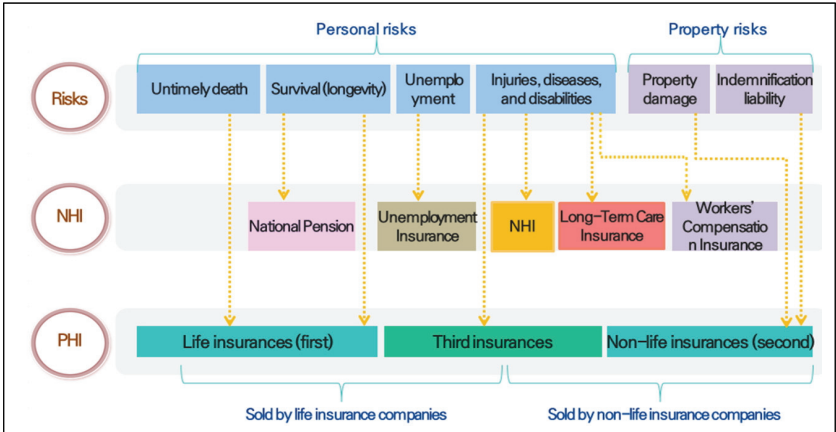 Personal risks
Property risks
Risks
Untimely death
Survival (longevity)
Unemplo
yment
Injuries, diseases,
and disabilities
Property
damage
Indemnification
liability
NHI
National Pension
Unemployment
Insurance
NHI
Long-Term Care
Insurance
Workers'
Compensatio
n Insurance
PHI
Life insurances (first)
Third insurances
Non-life insurances (second)
Sold by life insurance companies
Sold by non-life insurance companies